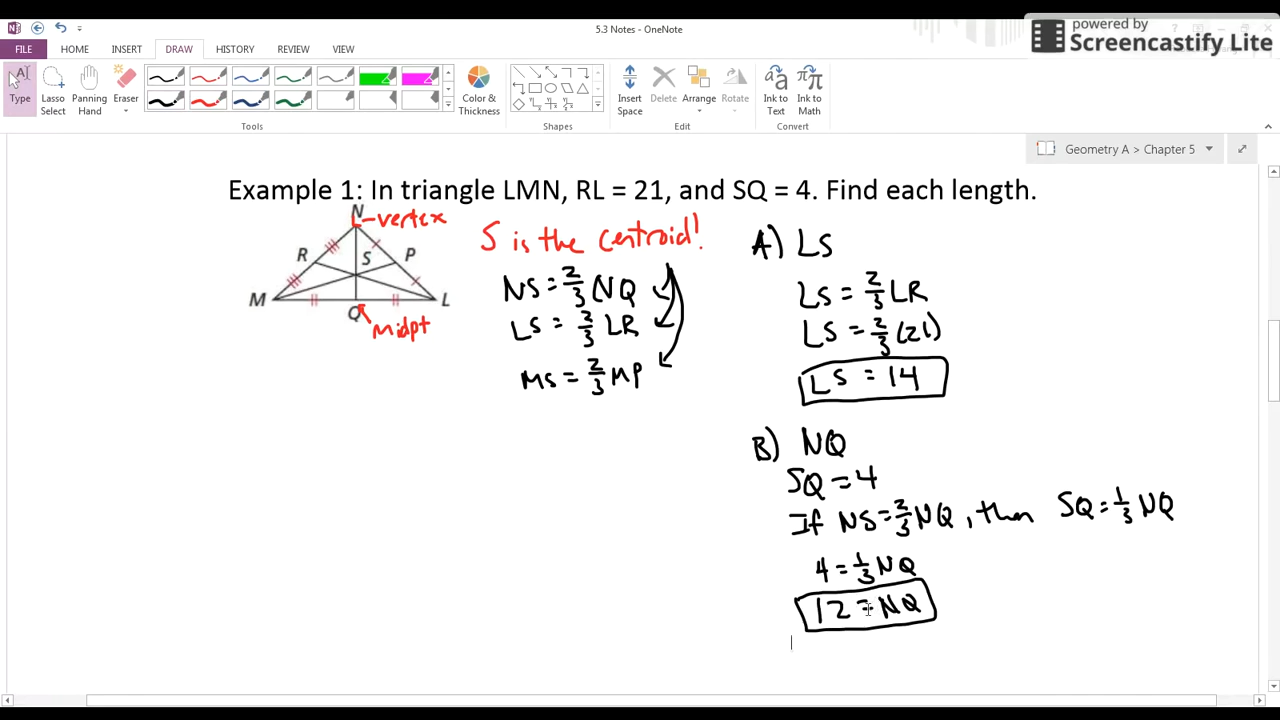 5.3 Notes - OneNote
powered by
Screencastify Lite
FILE HOME INSERT DRAW HISTORY REVIEW VIEW
Type
Lasso Select
Panning Hand
Eraser
Color & Thickness
Insert Space
Delete
Arrange
Rotate
Ink to Text
Ink to Math
Tools
Shapes
Edit
Convert
Geometry A > Chapter 5
Example 1: In triangle LMN, RL = 21, and SQ = 4. Find each length.
N
vertex
R
S
P
M
L
Q
midpt
S is the centroid!
NS = 2/3 (NQ
LS = 2/3 LR
MS = 2/3 MP
A) LS
LS = 2/3 LR
LS = 2/3 (21)
LS = 14
B) NQ
SQ = 4
If NS = 2/3 NQ, then SQ = 1/3 NQ
4 = 1/3 NQ
12 = NQ